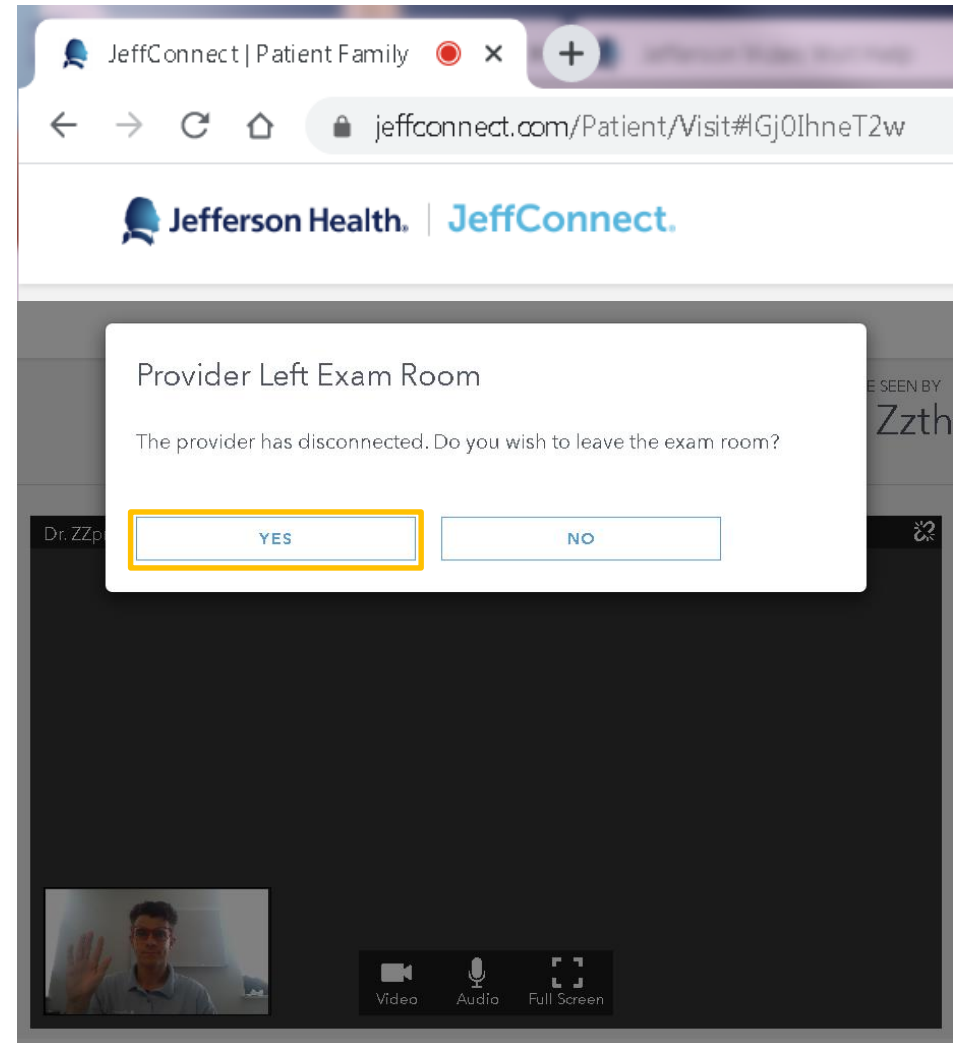 JeffConnect | Patient Family
jeffconnect.com/Patient/Visit#lGj0IhneT2w
Jefferson Health. | JeffConnect.
Provider Left Exam Room
The provider has disconnected. Do you wish to leave the exam room?
E SEEN BY
Zzth
YES
NO
Dr. ZZp
Video
Audio
Full Screen